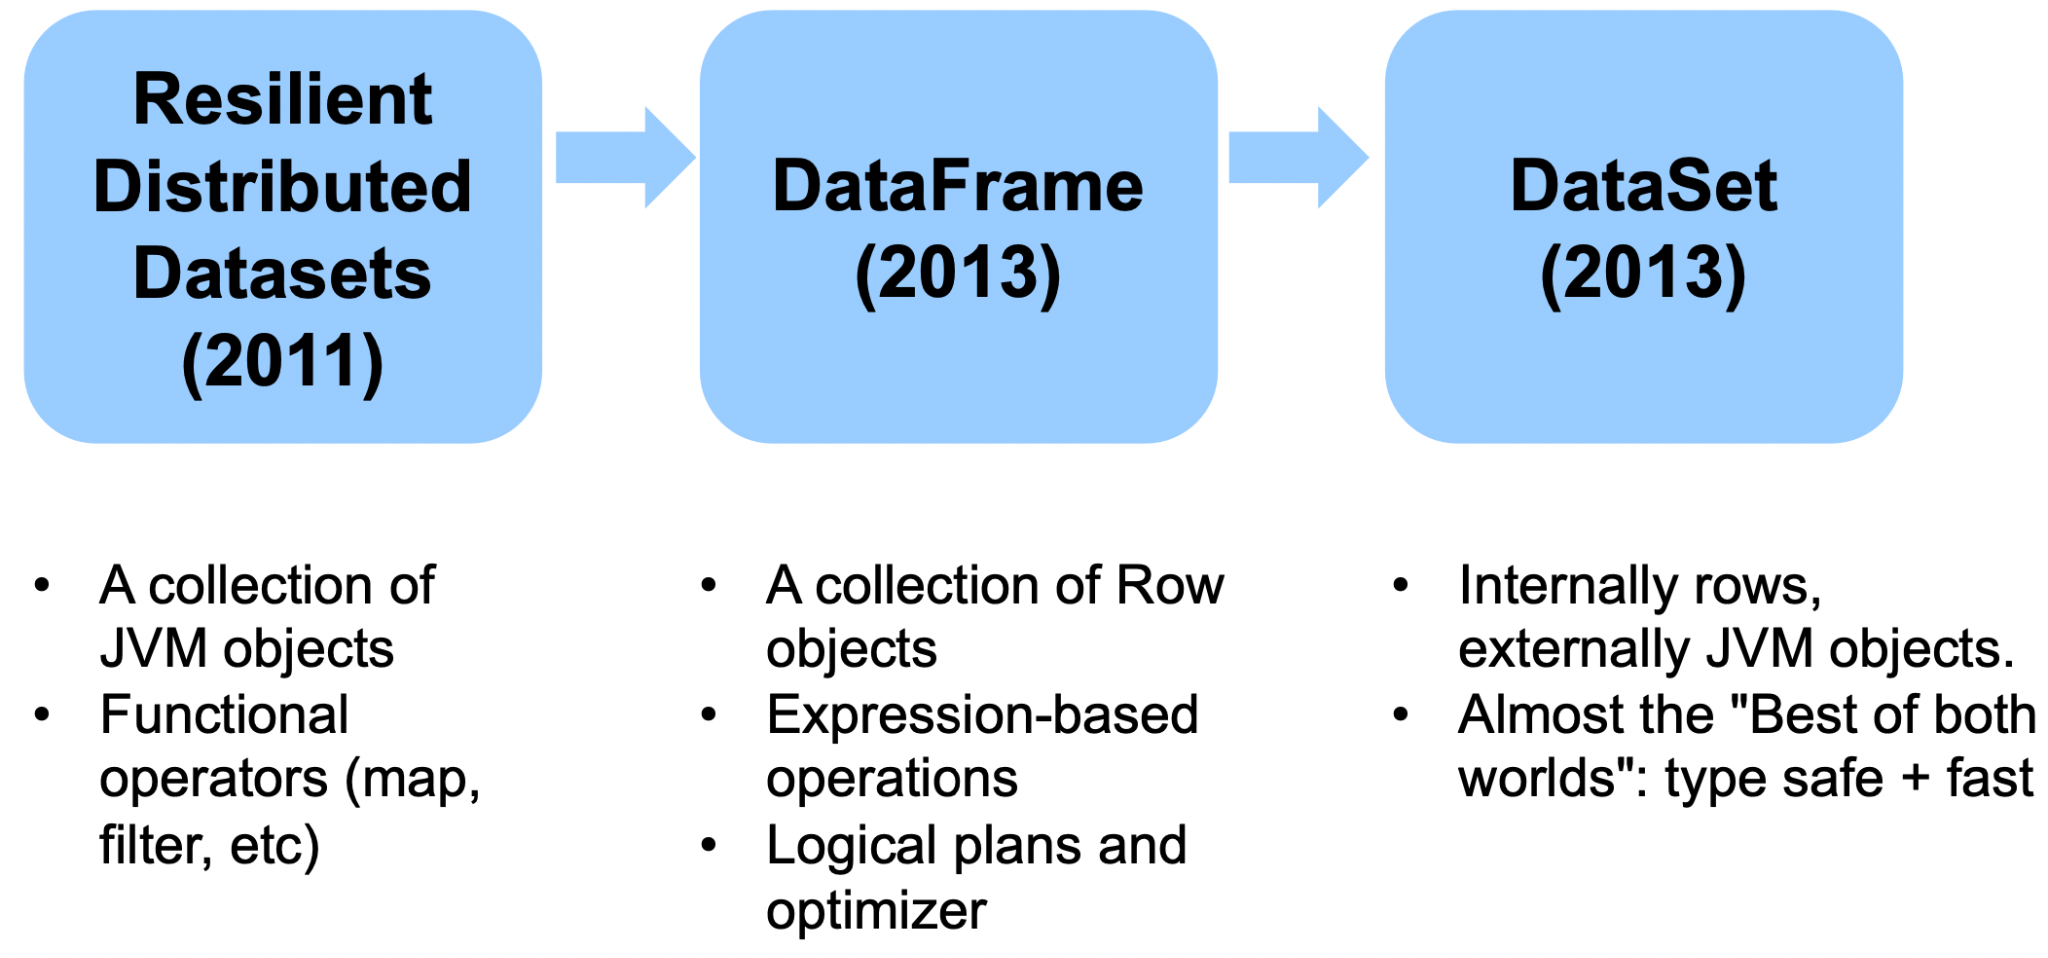 Resilient
Distributed
Datasets
(2011)
DataFrame
(2013)
DataSet
(2013)
• A collection of
JVM objects
• Functional
operators (map,
filter, etc)
• A collection of Row
objects
• Expression-based
operations
• Logical plans and
optimizer
• Internally rows,
externally JVM objects.
• Almost the "Best of both
worlds": type safe + fast